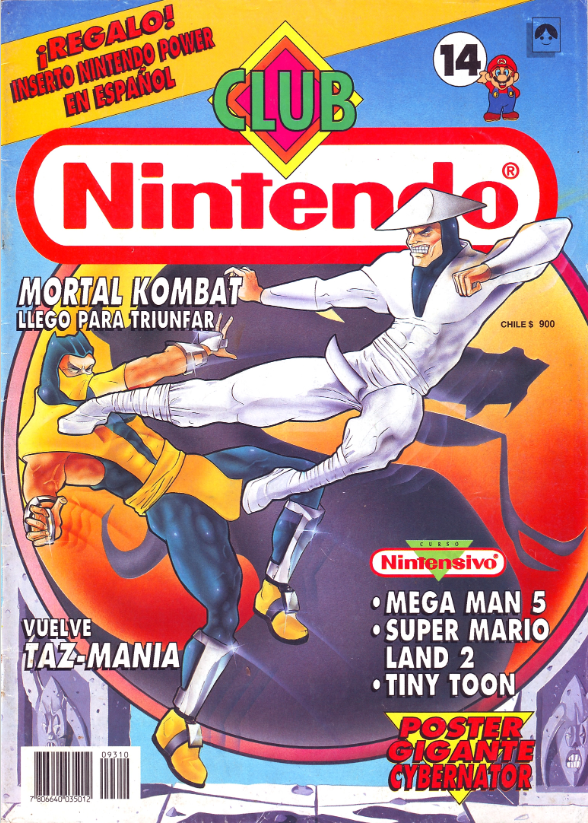 ¡REGALO!
INSERTO NINTENDO POWER
EN ESPAÑOL
CLUB
Nintendo®
14
MORTAL KOMBAT
LLEGO PARA TRIUNFAR
CHILE $ 900
CURSO
Nintensivo®
• MEGA MAN 5
• SUPER MARIO
LAND 2
• TINY TOON
VUELVE
TAZ-MANIA
POSTER
GIGANTE
CYBERNATOR
09310
7 806640 035012